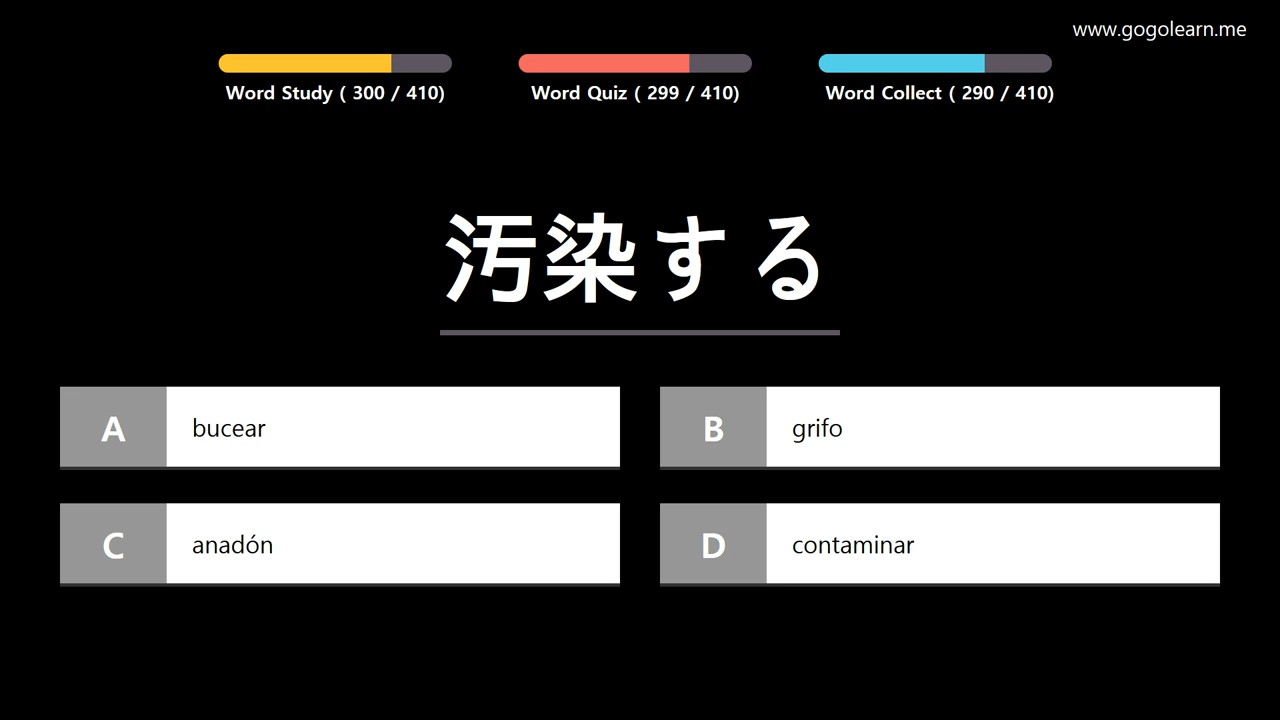 www.gogolearn.me
Word Study ( 300 / 410)
Word Quiz ( 299 / 410)
Word Collect ( 290 / 410)
汚染する
A bucear
B grifo
C anadón
D contaminar